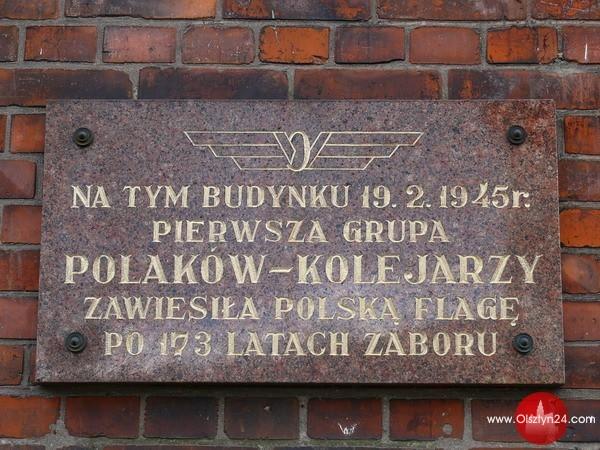 NA TYM BUDYNKU 19. 2. 1945r:
PIERWSZA GRUPA
POLAKÓW-KOLEJARZY
ZAWIESIŁA POLSKĄ FLAGĘ
PO 173 LATACH ZABORU
www.Olsztyn24.com